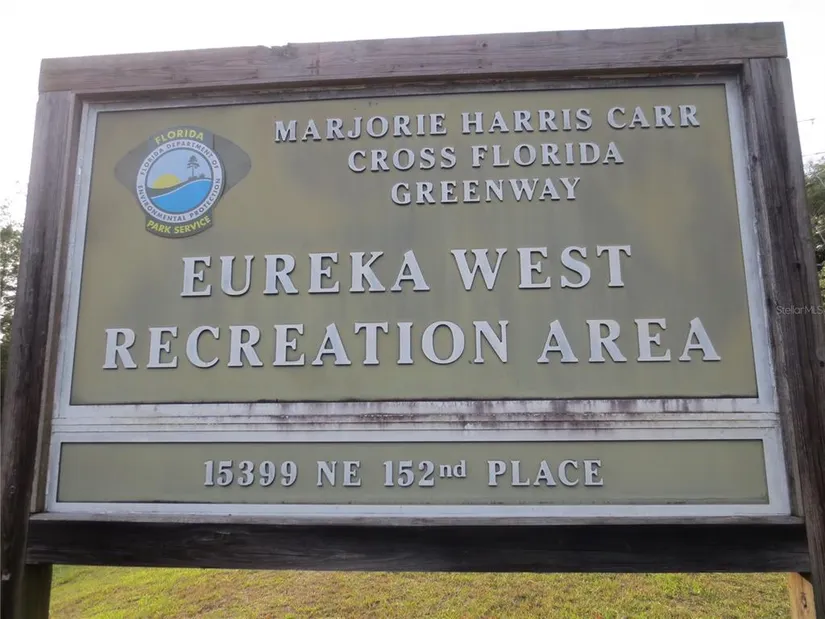 MARJORIE HARRIS CARR
CROSS FLORIDA
GREENWAY
FLORIDA
FLORIDA DEPARTMENT OF
ENVIRONMENTAL PROTECTION
PARK SERVICE
EUREKA WEST
RECREATION AREA
StellarMLS
15399 NE 152nd PLACE